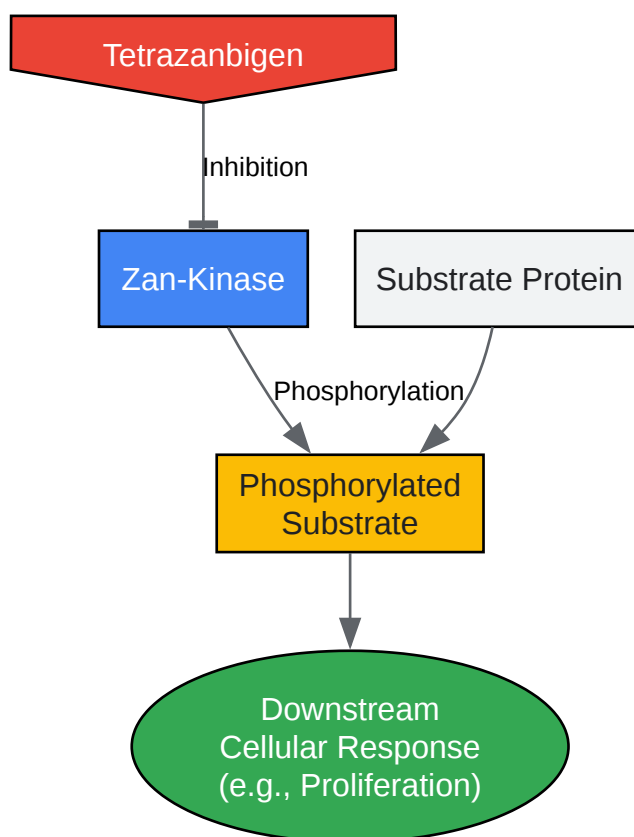 Tetrazanbigen
Inhibition
Zan-Kinase
Substrate Protein
Phosphorylation
Phosphorylated
Substrate
Downstream
Cellular Response
(e.g., Proliferation)